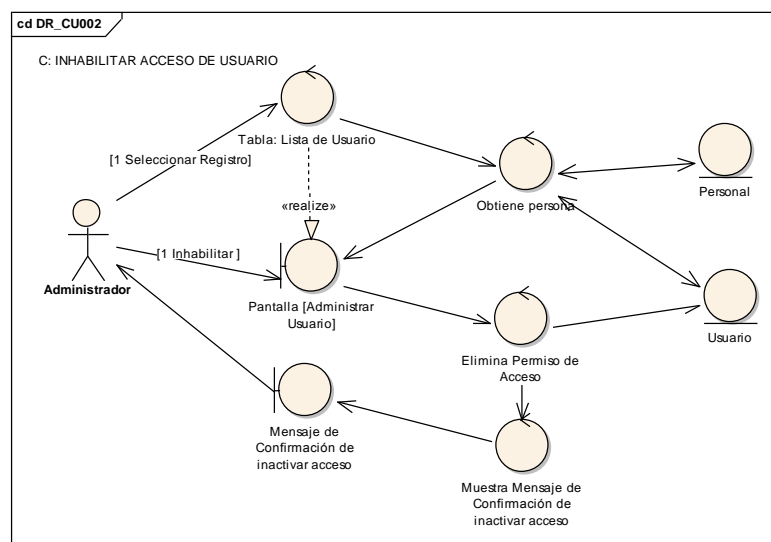 cd DR_CU002
C: INHABILITAR ACCESO DE USUARIO
Tabla: Lista de Usuario
[1 Seleccionar Registro]
Personal
Obtiene persona
«realize»
[1 Inhabilitar ]
Administrador
Pantalla [Administrar
Usuario]
Usuario
Elimina Permiso de
Acceso
Mensaje de
Confirmación de
inactivar acceso
Muestra Mensaje de
Confirmación de
inactivar acceso